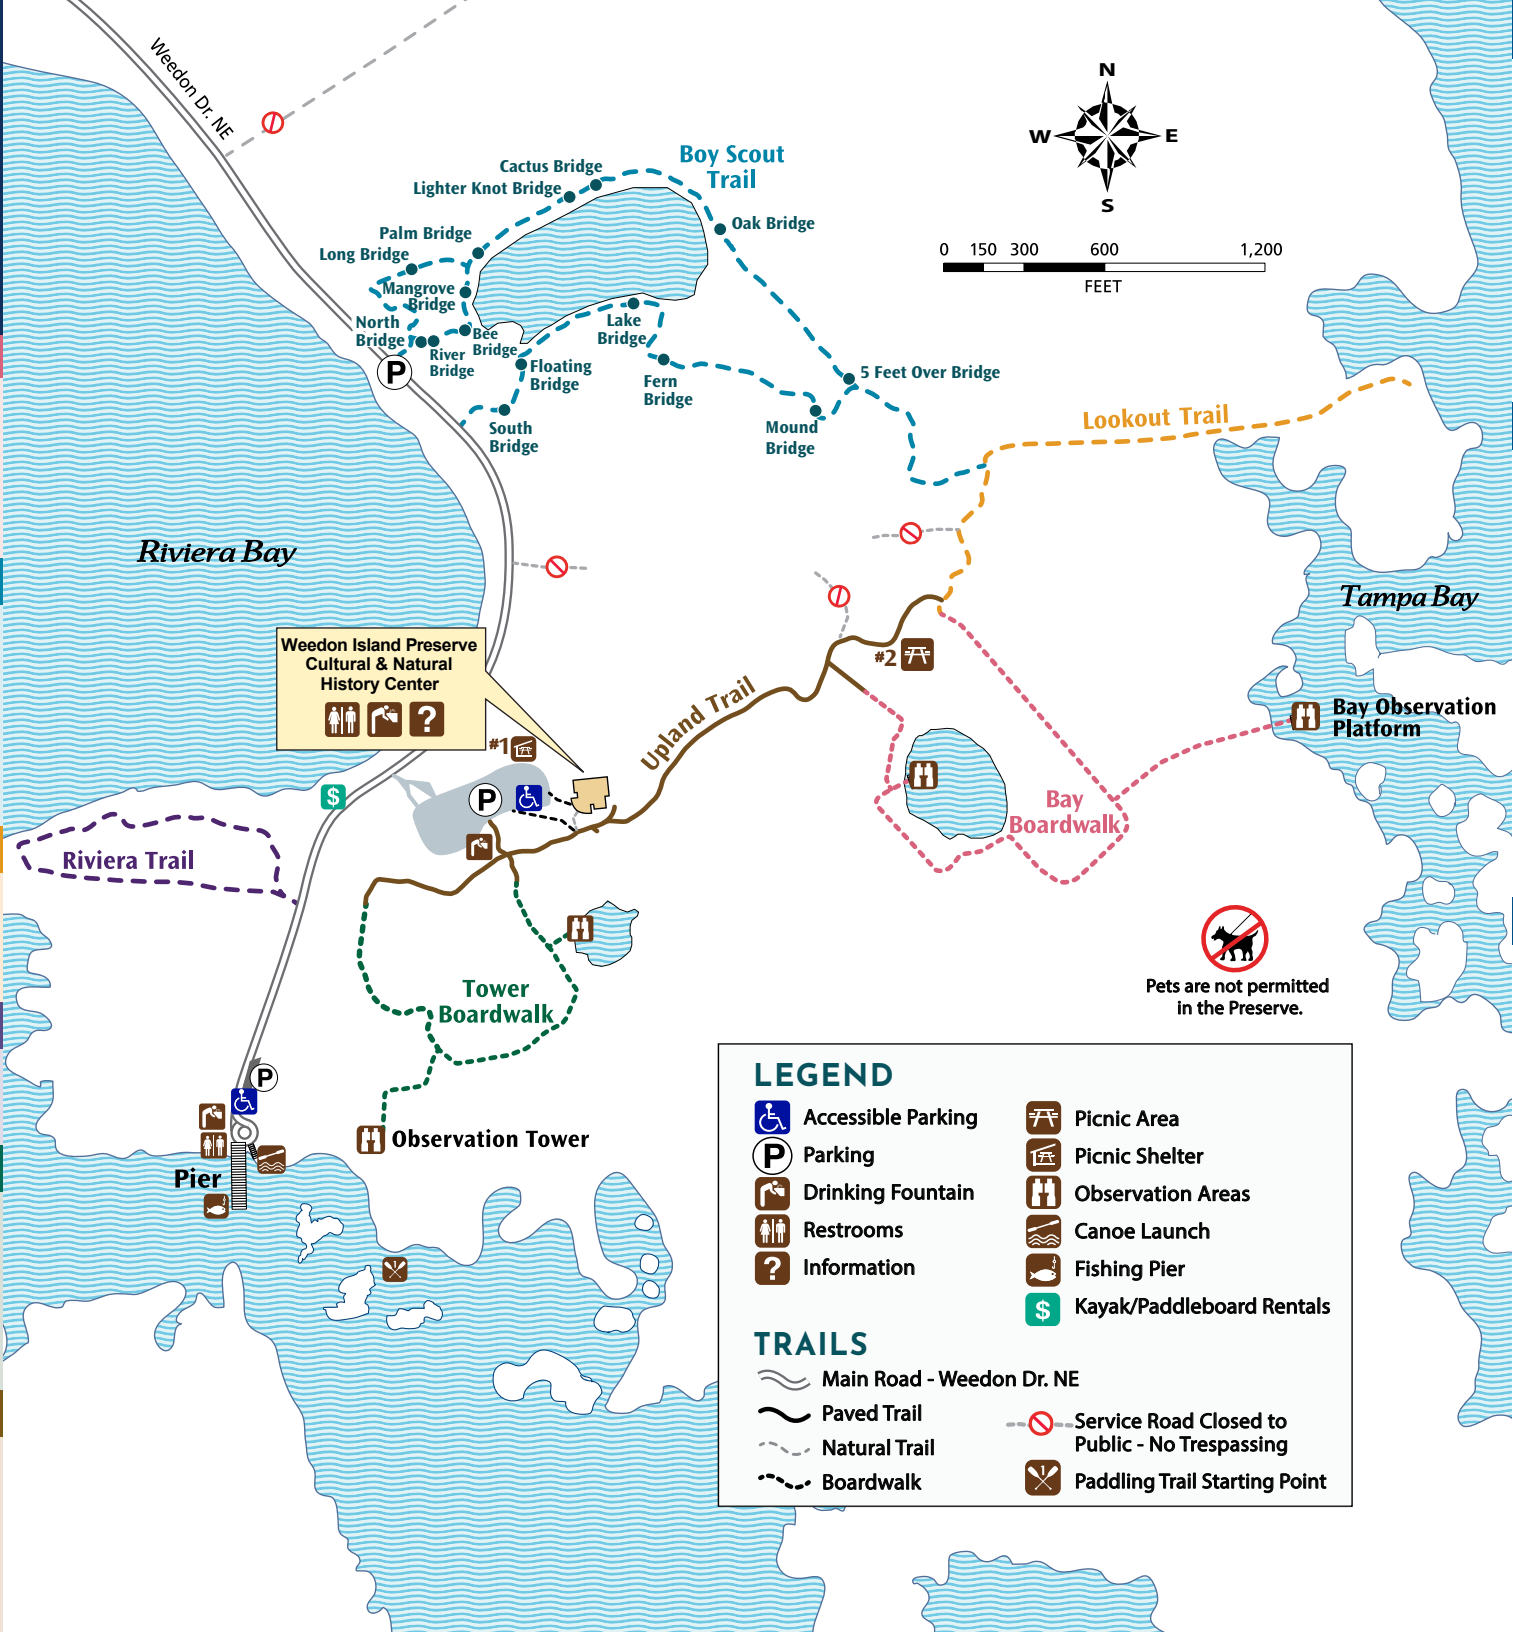 Weedon Dr. NE
N
W
E
S
0 150 300 600 1,200
FEET
Boy Scout
Trail
Cactus Bridge
Lighter Knot Bridge
Oak Bridge
Palm Bridge
Long Bridge
Mangrove
Bridge
North
Bridge
Bee
Bridge
River
Bridge
P
Lake
Bridge
Floating
Bridge
Fern
Bridge
5 Feet Over Bridge
South
Bridge
Mound
Bridge
Lookout Trail
Riviera Bay
Tampa Bay
Weedon Island Preserve
Cultural & Natural
History Center
?
#1
#2
Upland Trail
Bay Observation
Platform
P
$
Bay
Boardwalk
Riviera Trail
Tower
Boardwalk
Pets are not permitted
in the Preserve.
P
Observation Tower
Pier
1
LEGEND
Accessible Parking
P Parking
Drinking Fountain
Restrooms
? Information
Picnic Area
Picnic Shelter
Observation Areas
Canoe Launch
Fishing Pier
$ Kayak/Paddleboard Rentals
TRAILS
Main Road - Weedon Dr. NE
Paved Trail
Natural Trail
Boardwalk
Service Road Closed to
Public - No Trespassing
1 Paddling Trail Starting Point